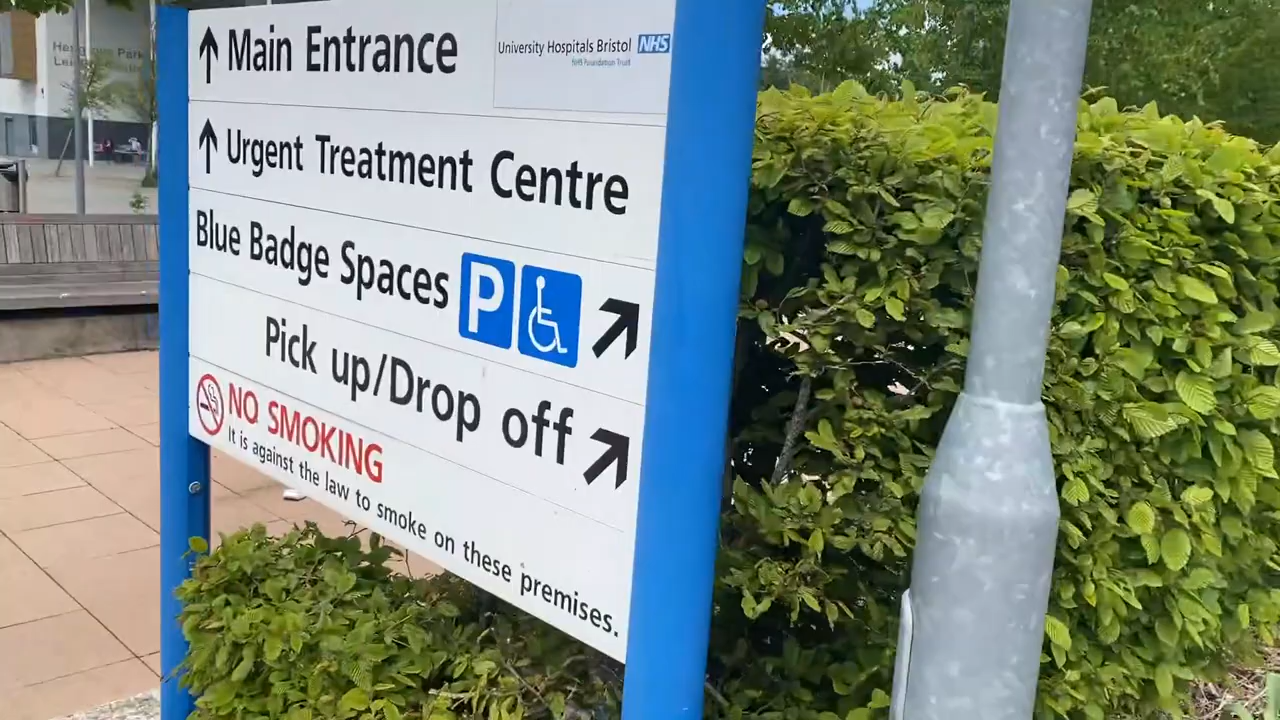 Main Entrance
University Hospitals Bristol NHS
NHS Foundation Trust
Urgent Treatment Centre
Blue Badge Spaces P
Pick up/Drop off
NO SMOKING
It is against the law to smoke on these premises.
Park